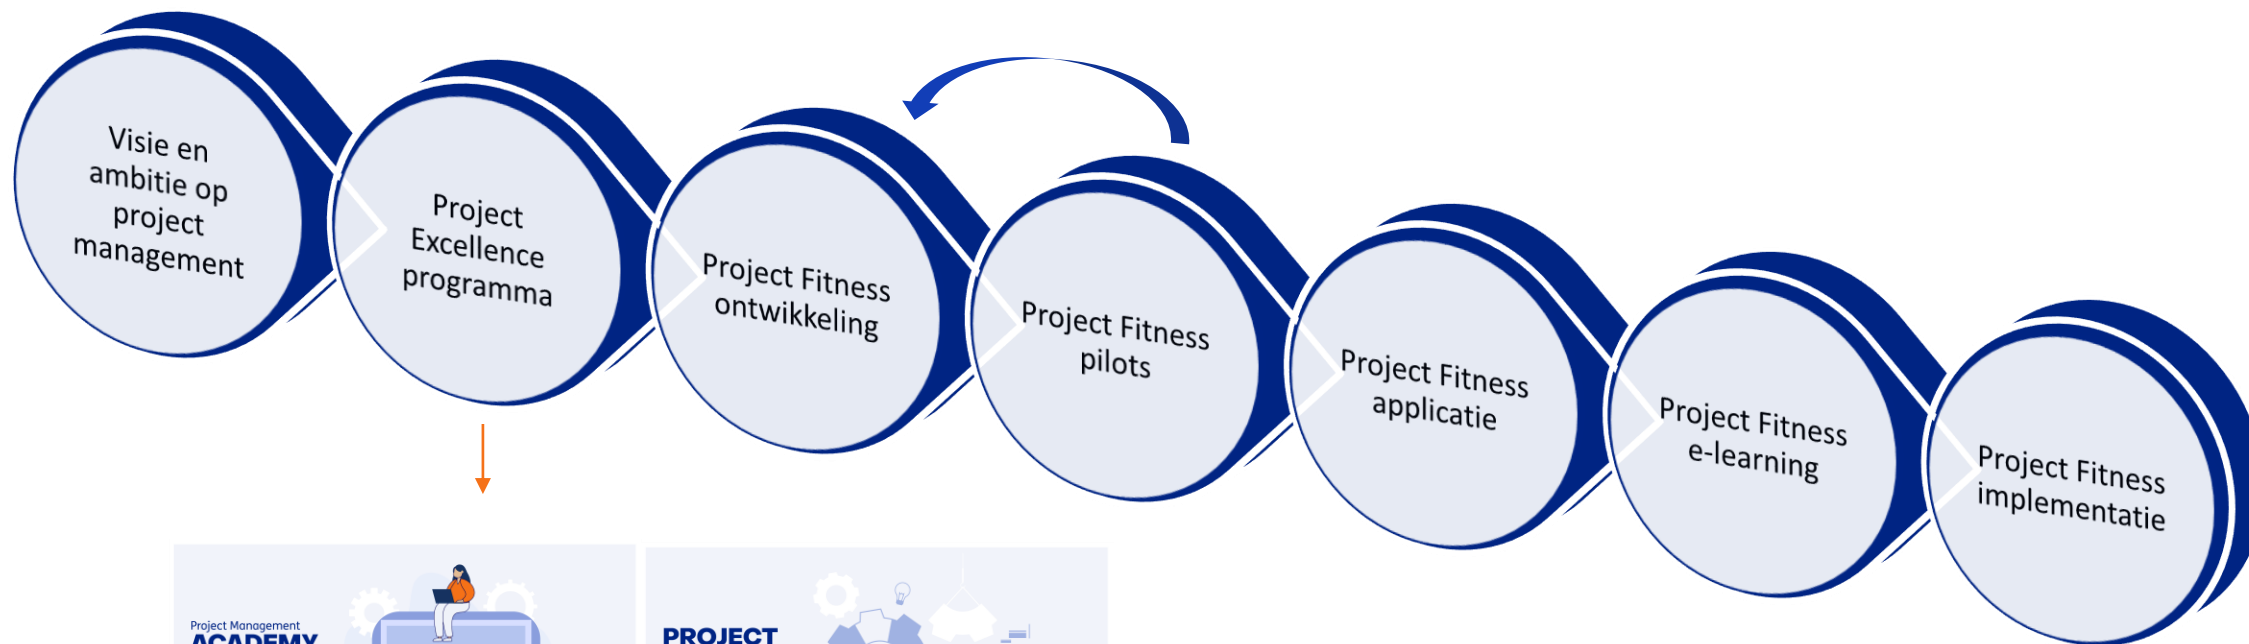 Visie en
ambitie op
project
management
Project
Excellence
programma
Project Fitness
ontwikkeling
Project Fitness
pilots
Project Fitness
applicatie
Project Fitness
e-learning
Project Fitness
implementatie
Project Management
ACADEMY
PROJECT